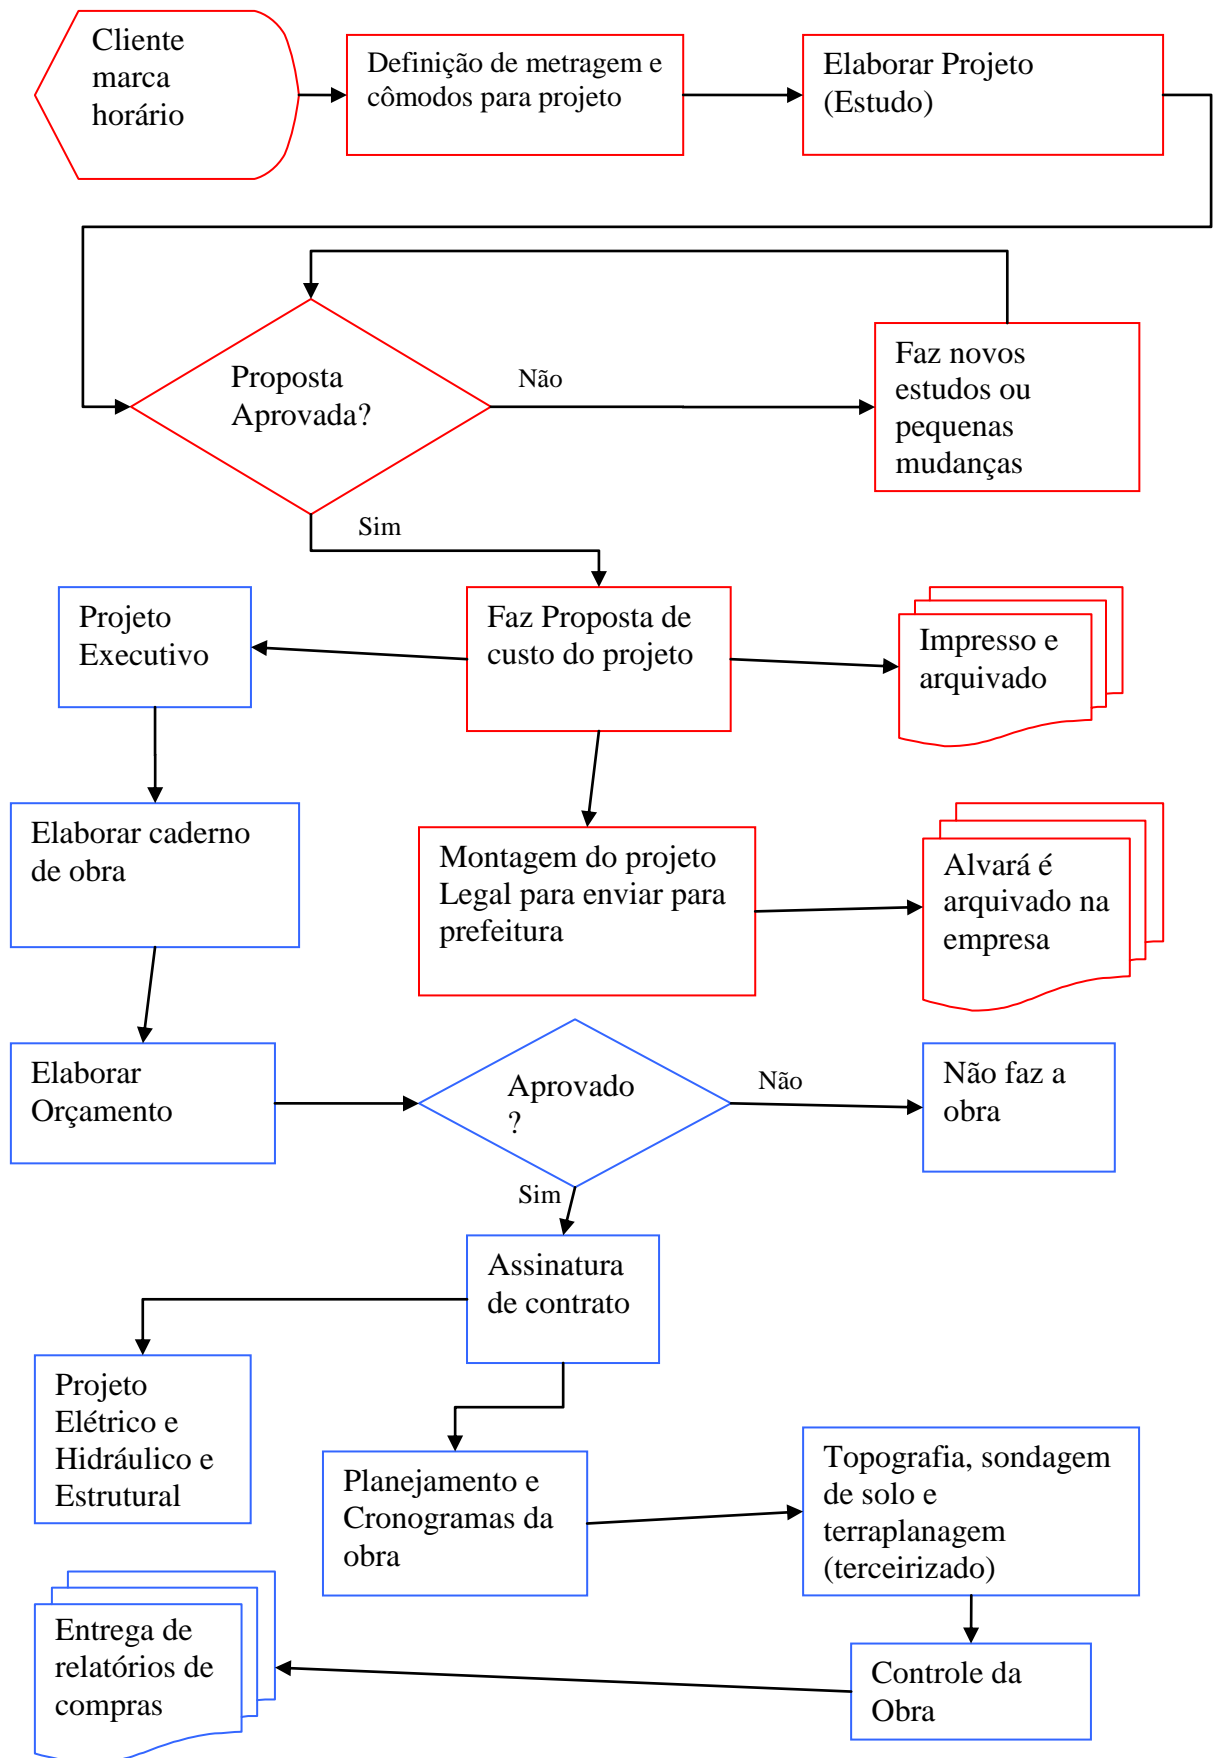 Cliente
marca
horário
Definição de metragem e
cômodos para projeto
Elaborar Projeto
(Estudo)
Proposta
Aprovada?
Não
Faz novos
estudos ou
pequenas
mudanças
Sim
Projeto
Executivo
Faz Proposta de
custo do projeto
Impresso e
arquivado
Elaborar caderno
de obra
Montagem do projeto
Legal para enviar para
prefeitura
Alvará é
arquivado na
empresa
Elaborar
Orçamento
Aprovado
?
Não
Não faz a
obra
Sim
Assinatura
de contrato
Projeto
Elétrico e
Hidráulico e
Estrutural
Planejamento e
Cronogramas da
obra
Topografia, sondagem
de solo e
terraplanagem
(terceirizado)
Entrega de
relatórios de
compras
Controle da
Obra